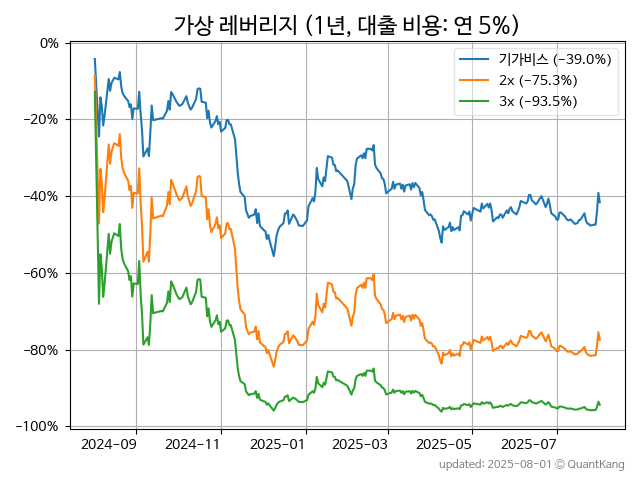 가상 레버리지 (1년, 대출 비용: 연 5%)
기가비스 (−39.0%)
2x (−75.3%)
3x (−93.5%)
0%
−20%
−40%
−60%
−80%
−100%
2024-09
2024-11
2025-01
2025-03
2025-05
2025-07
updated: 2025-08-01 © QuantKang